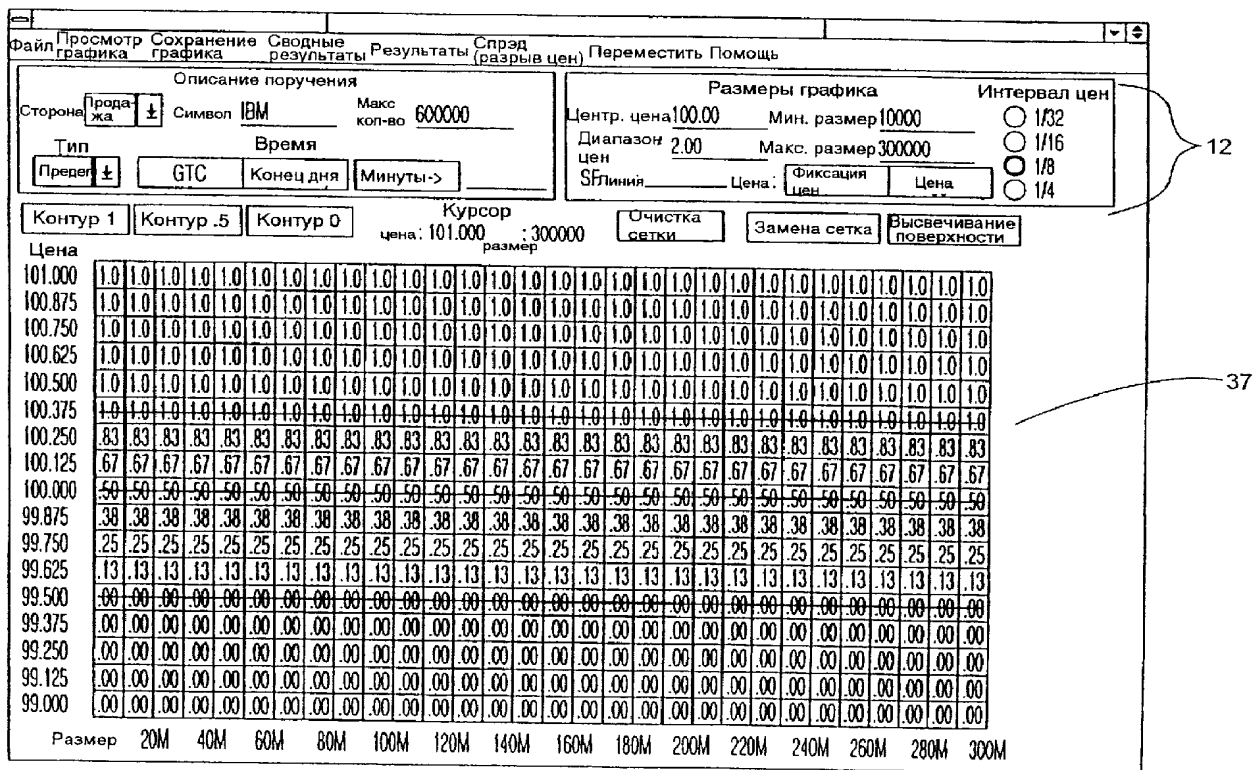 Файл Просмотр графика Сохранение графика Сводные результаты Результаты Спрэд (разрыв цен) Переместить Помощь
Описание поручения
Сторона Прода-жа Символ IBM Макс кол-во 600000
Тип Время
Предел GTC Конец дня Минуты->
Размеры графика Интервал цен
Центр. цена 100.00 Мин. размер 10000 1/32
Диапазон цен 2.00 Макс. размер 300000 1/16
SFлиния Цена: Фиксация цен Цена 1/8
1/4
12
Контур 1 Контур .5 Контур 0 Курсор цена: 101.000 размер : 300000 Очистка сетки Замена сетка Высвечивание поверхности
Цена
101.000 1.0 1.0 1.0 1.0 1.0 1.0 1.0 1.0 1.0 1.0 1.0 1.0 1.0 1.0 1.0 1.0 1.0 1.0 1.0 1.0 1.0 1.0 1.0 1.0 1.0 1.0 1.0 1.0 1.0 1.0
100.875 1.0 1.0 1.0 1.0 1.0 1.0 1.0 1.0 1.0 1.0 1.0 1.0 1.0 1.0 1.0 1.0 1.0 1.0 1.0 1.0 1.0 1.0 1.0 1.0 1.0 1.0 1.0 1.0 1.0 1.0
100.750 1.0 1.0 1.0 1.0 1.0 1.0 1.0 1.0 1.0 1.0 1.0 1.0 1.0 1.0 1.0 1.0 1.0 1.0 1.0 1.0 1.0 1.0 1.0 1.0 1.0 1.0 1.0 1.0 1.0 1.0
100.625 1.0 1.0 1.0 1.0 1.0 1.0 1.0 1.0 1.0 1.0 1.0 1.0 1.0 1.0 1.0 1.0 1.0 1.0 1.0 1.0 1.0 1.0 1.0 1.0 1.0 1.0 1.0 1.0 1.0 1.0
100.500 1.0 1.0 1.0 1.0 1.0 1.0 1.0 1.0 1.0 1.0 1.0 1.0 1.0 1.0 1.0 1.0 1.0 1.0 1.0 1.0 1.0 1.0 1.0 1.0 1.0 1.0 1.0 1.0 1.0 1.0
100.375 1.0 1.0 1.0 1.0 1.0 1.0 1.0 1.0 1.0 1.0 1.0 1.0 1.0 1.0 1.0 1.0 1.0 1.0 1.0 1.0 1.0 1.0 1.0 1.0 1.0 1.0 1.0 1.0 1.0 1.0
100.250 .83 .83 .83 .83 .83 .83 .83 .83 .83 .83 .83 .83 .83 .83 .83 .83 .83 .83 .83 .83 .83 .83 .83 .83 .83 .83 .83 .83 .83 .83
100.125 .67 .67 .67 .67 .67 .67 .67 .67 .67 .67 .67 .67 .67 .67 .67 .67 .67 .67 .67 .67 .67 .67 .67 .67 .67 .67 .67 .67 .67 .67
100.000 .50 .50 .50 .50 .50 .50 .50 .50 .50 .50 .50 .50 .50 .50 .50 .50 .50 .50 .50 .50 .50 .50 .50 .50 .50 .50 .50 .50 .50 .50
99.875 .38 .38 .38 .38 .38 .38 .38 .38 .38 .38 .38 .38 .38 .38 .38 .38 .38 .38 .38 .38 .38 .38 .38 .38 .38 .38 .38 .38 .38 .38
99.750 .25 .25 .25 .25 .25 .25 .25 .25 .25 .25 .25 .25 .25 .25 .25 .25 .25 .25 .25 .25 .25 .25 .25 .25 .25 .25 .25 .25 .25 .25
99.625 .13 .13 .13 .13 .13 .13 .13 .13 .13 .13 .13 .13 .13 .13 .13 .13 .13 .13 .13 .13 .13 .13 .13 .13 .13 .13 .13 .13 .13 .13
99.500 .00 .00 .00 .00 .00 .00 .00 .00 .00 .00 .00 .00 .00 .00 .00 .00 .00 .00 .00 .00 .00 .00 .00 .00 .00 .00 .00 .00 .00 .00
99.375 .00 .00 .00 .00 .00 .00 .00 .00 .00 .00 .00 .00 .00 .00 .00 .00 .00 .00 .00 .00 .00 .00 .00 .00 .00 .00 .00 .00 .00 .00
99.250 .00 .00 .00 .00 .00 .00 .00 .00 .00 .00 .00 .00 .00 .00 .00 .00 .00 .00 .00 .00 .00 .00 .00 .00 .00 .00 .00 .00 .00 .00
99.125 .00 .00 .00 .00 .00 .00 .00 .00 .00 .00 .00 .00 .00 .00 .00 .00 .00 .00 .00 .00 .00 .00 .00 .00 .00 .00 .00 .00 .00 .00
99.000 .00 .00 .00 .00 .00 .00 .00 .00 .00 .00 .00 .00 .00 .00 .00 .00 .00 .00 .00 .00 .00 .00 .00 .00 .00 .00 .00 .00 .00 .00
Размер 20M 40M 60M 80M 100M 120M 140M 160M 180M 200M 220M 240M 260M 280M 300M
37